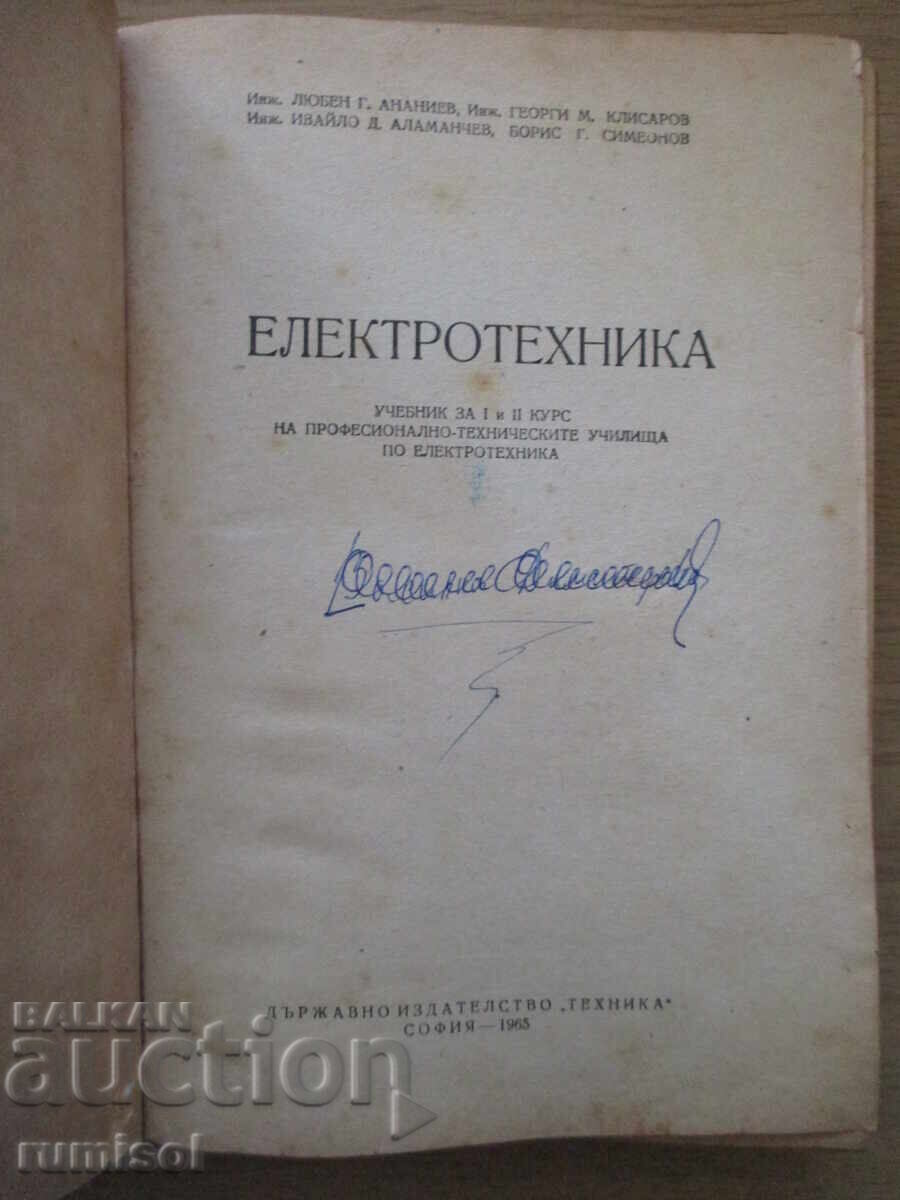 Инж. ЛЮБЕН Г. АНАНИЕВ, Инж. ГЕОРГИ М. КЛИСАРОВ
Инж. ИВАЙЛО Д. АЛАМАНЧЕВ, БОРИС Г. СИМЕОНОВ
ЕЛЕКТРОТЕХНИКА
УЧЕБНИК ЗА I и II КУРС
НА ПРОФЕСИОНАЛНО-ТЕХНИЧЕСКИТЕ УЧИЛИЩА
ПО ЕЛЕКТРОТЕХНИКА
ДЪРЖАВНО ИЗДАТЕЛСТВО „ТЕХНИКА“
СОФИЯ — 1965
BALKAN
auction
rumisol